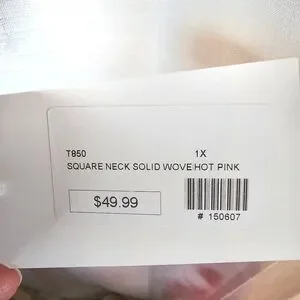 T850 1X
SQUARE NECK SOLID WOVE HOT PINK
$49.99
# 150607